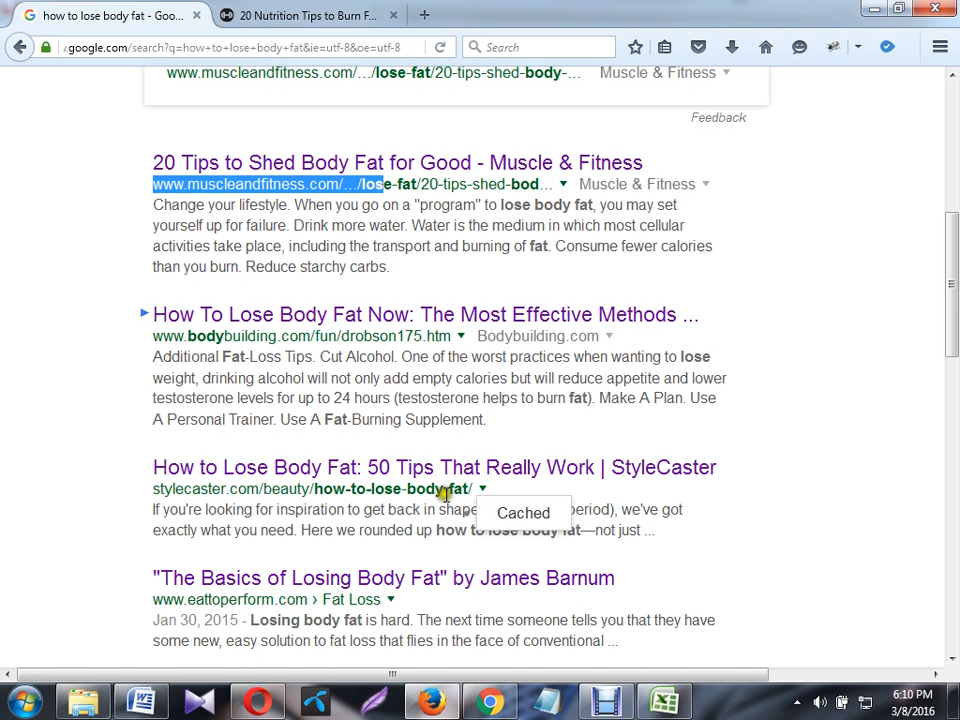 how to lose body fat - Goo...
20 Nutrition Tips to Burn F...
.google.com/search?q=how+to+lose+body+fat&ie=utf-8&oe=utf-8
Search
www.muscleandfitness.com/.../lose-fat/20-tips-shed-body-... Muscle & Fitness
Feedback
20 Tips to Shed Body Fat for Good - Muscle & Fitness
www.muscleandfitness.com/.../lose-fat/20-tips-shed-bod... Muscle & Fitness
Change your lifestyle. When you go on a "program" to lose body fat, you may set
yourself up for failure. Drink more water. Water is the medium in which most cellular
activities take place, including the transport and burning of fat. Consume fewer calories
than you burn. Reduce starchy carbs.
How To Lose Body Fat Now: The Most Effective Methods ...
www.bodybuilding.com/fun/drobson175.htm Bodybuilding.com
Additional Fat-Loss Tips. Cut Alcohol. One of the worst practices when wanting to lose
weight, drinking alcohol will not only add empty calories but will reduce appetite and lower
testosterone levels for up to 24 hours (testosterone helps to burn fat). Make A Plan. Use
A Personal Trainer. Use A Fat-Burning Supplement.
How to Lose Body Fat: 50 Tips That Really Work | StyleCaster
stylecaster.com/beauty/how-to-lose-body-fat/
If you're looking for inspiration to get back in shape period), we've got
Cached
exactly what you need. Here we rounded up how to lose body fat—not just ...
"The Basics of Losing Body Fat" by James Barnum
www.eattoperform.com › Fat Loss
Jan 30, 2015 - Losing body fat is hard. The next time someone tells you that they have
some new, easy solution to fat loss that flies in the face of conventional ...
6:10 PM
3/8/2016